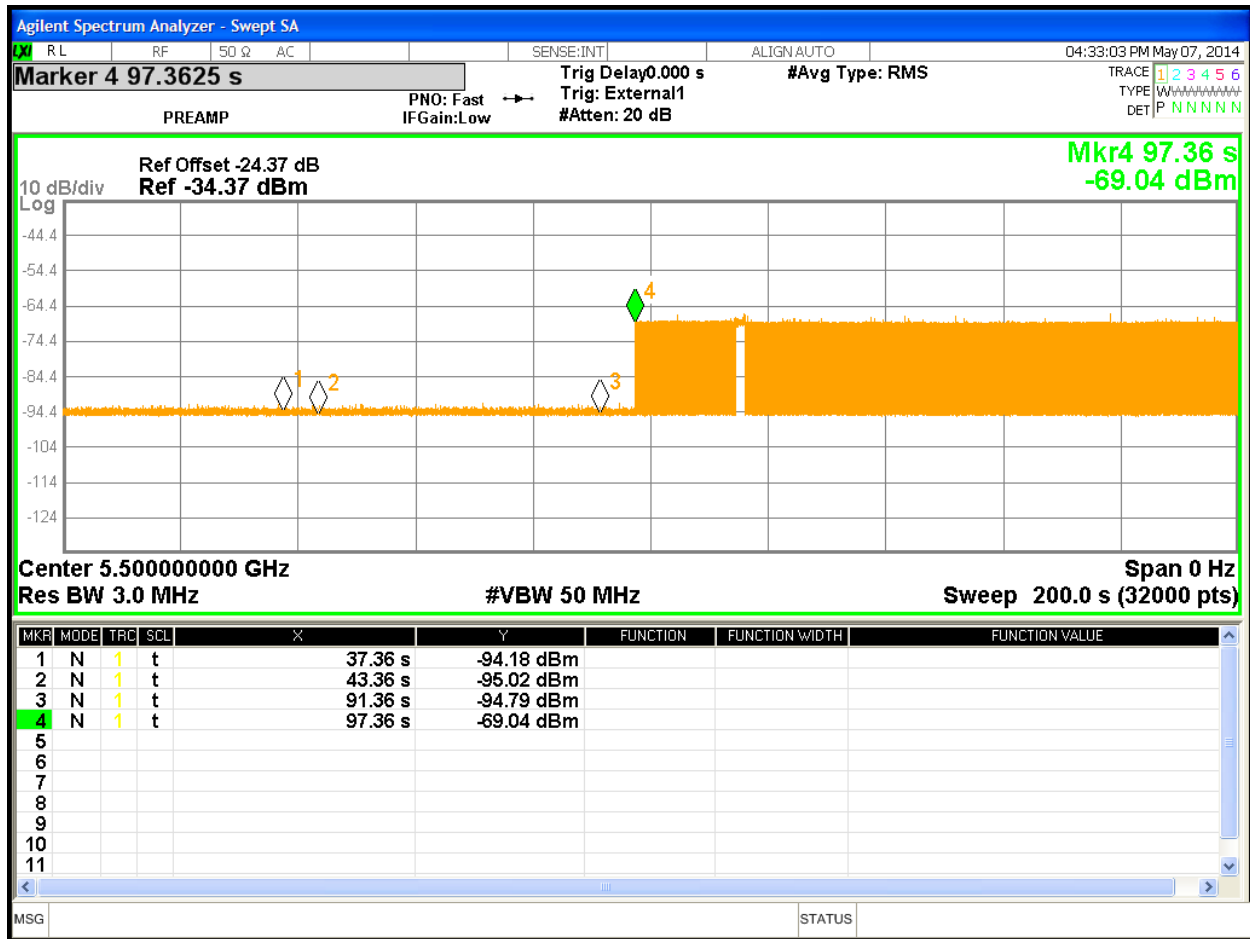 Agilent Spectrum Analyzer - Swept SA
LXI RL RF 50 Ω AC SENSE:INT ALIGN AUTO 04:33:03 PM May 07, 2014
Marker 4 97.3625 s Trig Delay0.000 s #Avg Type: RMS TRACE 1 2 3 4 5 6
PNO: Fast Trig: External1 TYPE W
PREAMP IFGain:Low #Atten: 20 dB DET P N N N N N
Mkr4 97.36 s
Ref Offset -24.37 dB
10 dB/div Ref -34.37 dBm -69.04 dBm
Log
-44.4
-54.4
4
-64.4
-74.4
-84.4
1 2 3
-94.4
-104
-114
-124
Center 5.500000000 GHz Span 0 Hz
Res BW 3.0 MHz #VBW 50 MHz Sweep 200.0 s (32000 pts)
MKR MODE TRC SCL X Y FUNCTION FUNCTION WIDTH FUNCTION VALUE
1 N 1 t 37.36 s -94.18 dBm
2 N 1 t 43.36 s -95.02 dBm
3 N 1 t 91.36 s -94.79 dBm
4 N 1 t 97.36 s -69.04 dBm
5
6
7
8
9
10
11
MSG STATUS